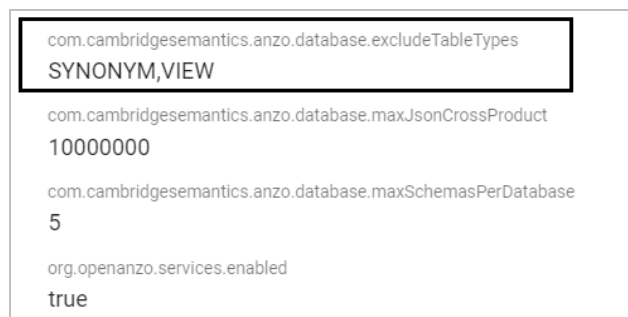 com.cambridgesemantics.anzo.database.excludeTableTypes
SYNONYM,VIEW
com.cambridgesemantics.anzo.database.maxJsonCrossProduct
10000000
com.cambridgesemantics.anzo.database.maxSchemasPerDatabase
5
org.openanzo.services.enabled
true